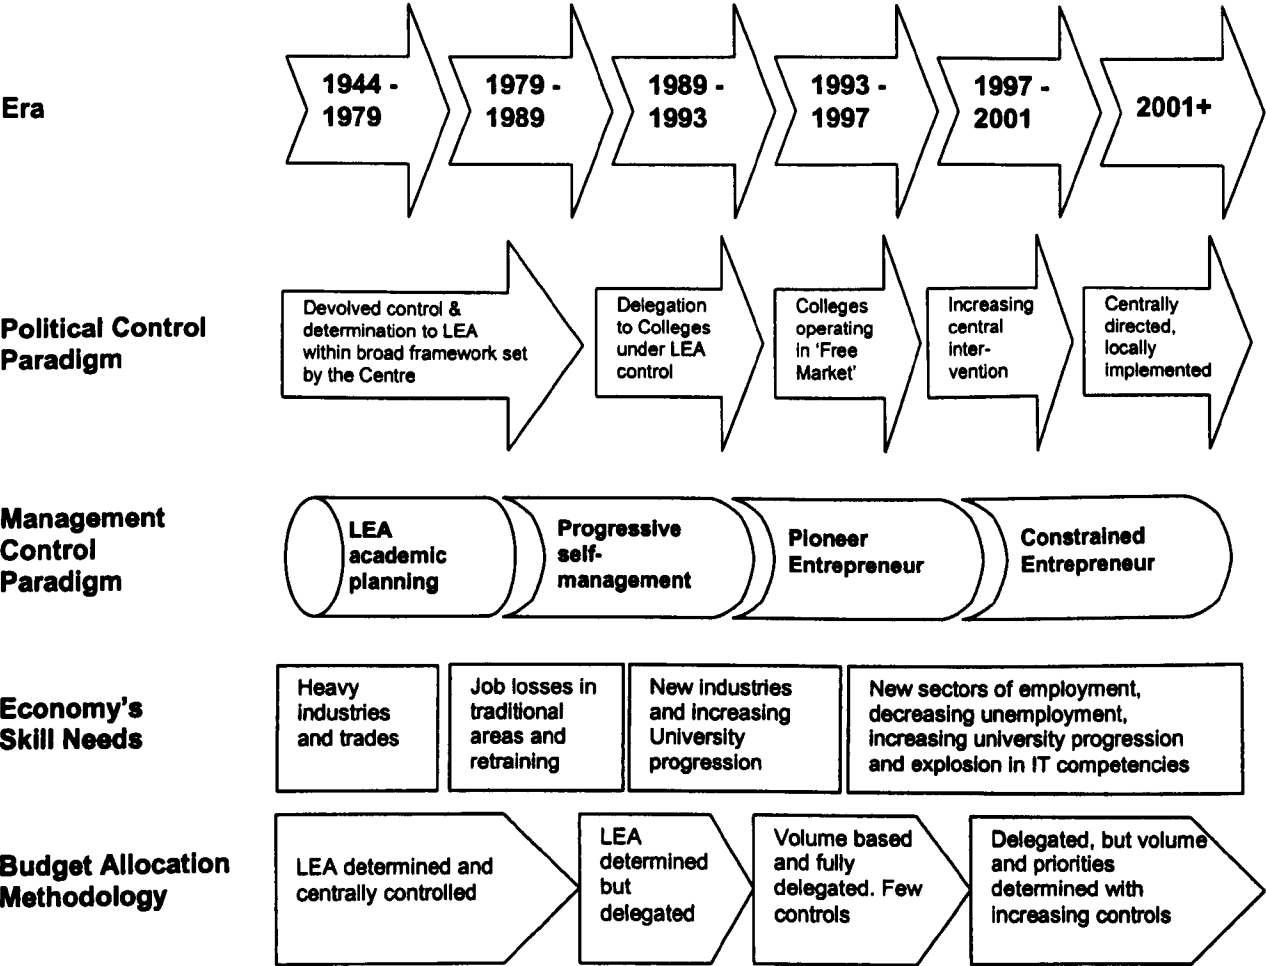 Era
1944 -
1979
1979 -
1989
1989 -
1993
1993 -
1997
1997 -
2001
2001+
Political Control
Paradigm
Devolved control &
determination to LEA
within broad framework set
by the Centre
Delegation
to Colleges
under LEA
control
Colleges
operating
in ‘Free
Market’
Increasing
central
inter-
vention
Centrally
directed,
locally
implemented
Management
Control
Paradigm
LEA
academic
planning
Progressive
self-
management
Pioneer
Entrepreneur
Constrained
Entrepreneur
Economy's
Skill Needs
Heavy
industries
and trades
Job losses in
traditional
areas and
retraining
New industries
and increasing
University
progression
New sectors of employment,
decreasing unemployment,
increasing university progression
and explosion in IT competencies
Budget Allocation
Methodology
LEA determined and
centrally controlled
LEA
determined
but
delegated
Volume based
and fully
delegated. Few
controls
Delegated, but volume
and priorities
determined with
increasing controls